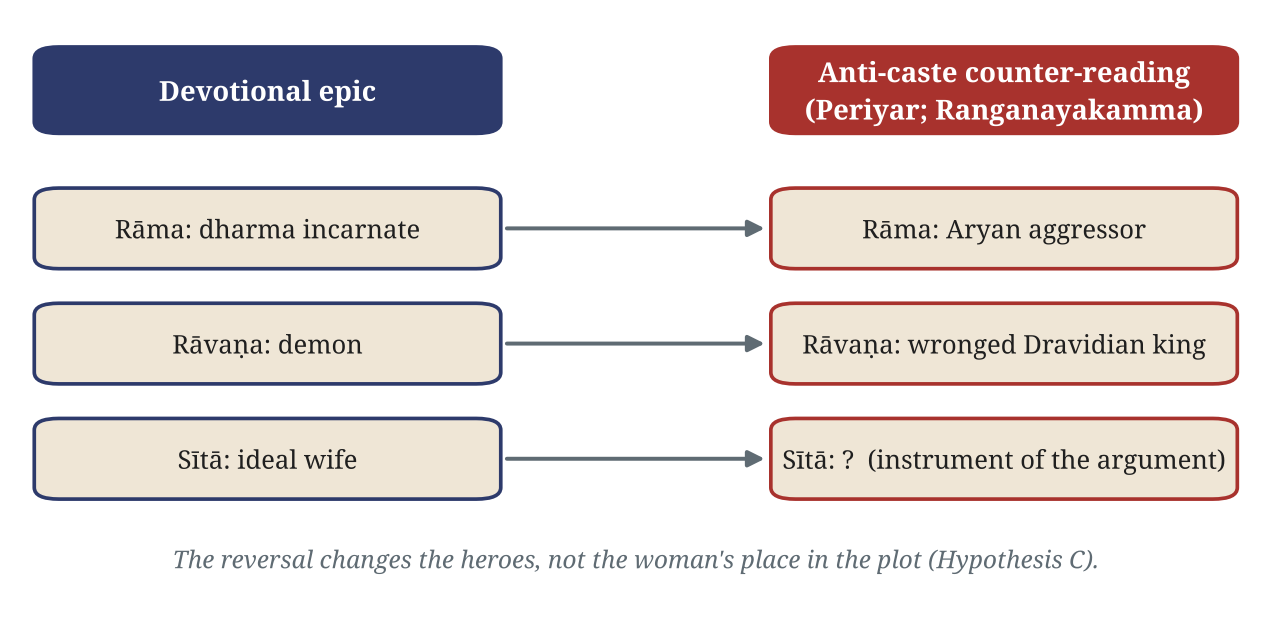 Devotional epic
Anti-caste counter-reading
(Periyar; Ranganayakamma)
Rāma: dharma incarnate
Rāma: Aryan aggressor
Rāvaṇa: demon
Rāvaṇa: wronged Dravidian king
Sītā: ideal wife
Sītā: ? (instrument of the argument)
The reversal changes the heroes, not the woman's place in the plot (Hypothesis C).